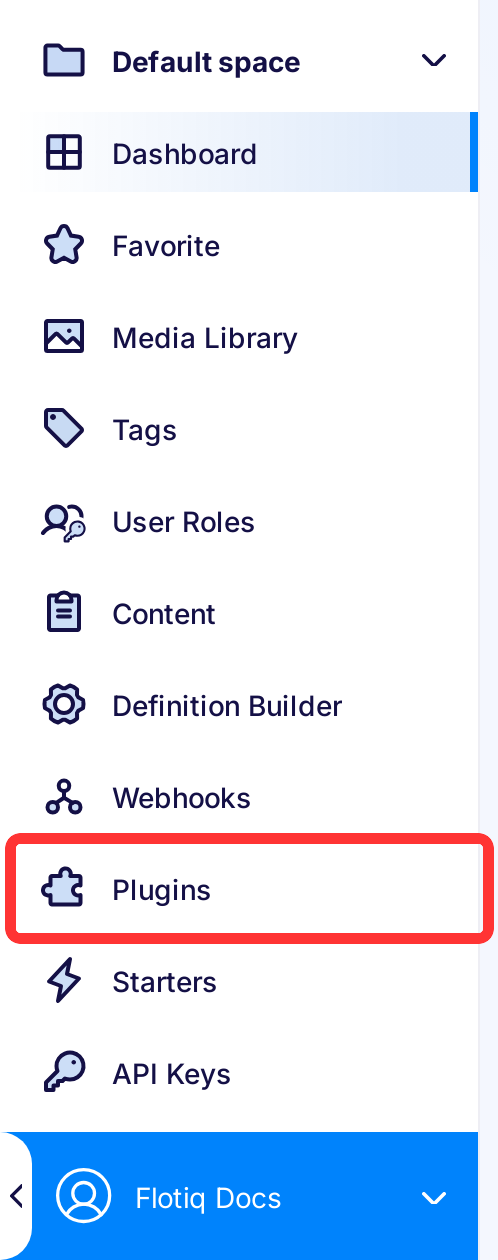 Default space
Dashboard
Favorite
Media Library
Tags
User Roles
Content
Definition Builder
Webhooks
Plugins
Starters
API Keys
Flotiq Docs